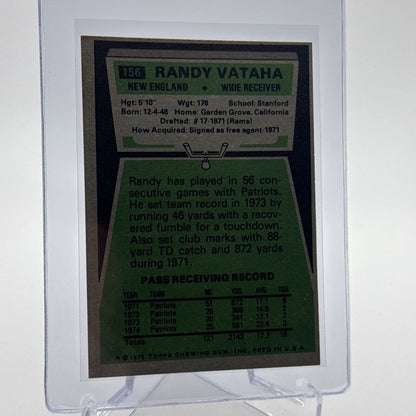 156 RANDY VATAHA
NEW ENGLAND • WIDE RECEIVER
Hgt: 5'10" Wgt: 176 School: Stanford
Born: 12-4-48 Home: Garden Grove, California
Drafted: #17-1971 (Rams)
How Acquired: Signed as free agent-1971
Randy has played in 56 con-
secutive games with Patriots.
He set team record in 1973 by
running 46 yards with a recov-
ered fumble for a touchdown.
Also set club marks with 88-
yard TD catch and 872 yards
during 1971.
PASS RECEIVING RECORD
YEAR TEAM NO. YDS. AVG. TDS.
1971 Patriots 51 872 17.1 9
1972 Patriots 25 369 14.8 2
1973 Patriots 20 341 17.1 2
1974 Patriots 25 561 22.4 3
Totals 121 2143 17.7 16
© 1975 TOPPS CHEWING GUM, INC. PRTD IN U.S.A.